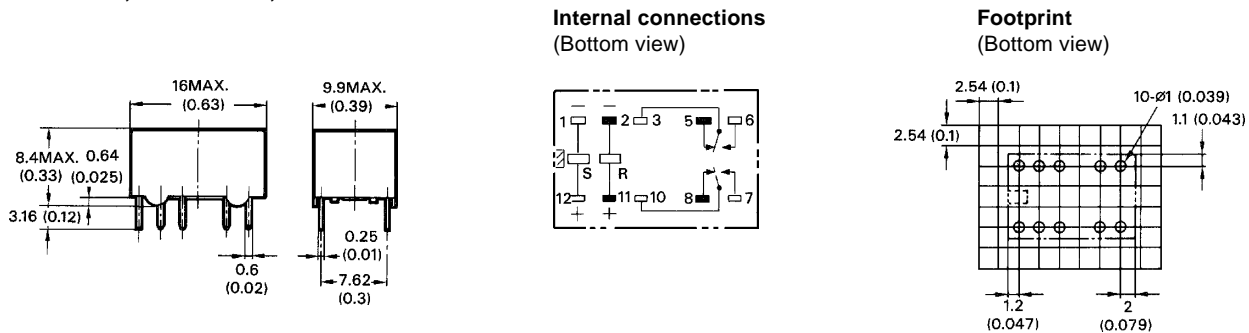 Internal connections
(Bottom view)
Footprint
(Bottom view)
16MAX.
(0.63)
9.9MAX.
(0.39)
8.4MAX.
(0.33)
0.64
(0.025)
3.16 (0.12)
0.6
(0.02)
0.25
(0.01)
7.62
(0.3)
− −
1 2 3 5 6
S R
12 11 10 8 7
+ +
2.54 (0.1)
10-ø1 (0.039)
1.1 (0.043)
2.54 (0.1)
1.2
(0.047)
2
(0.079)